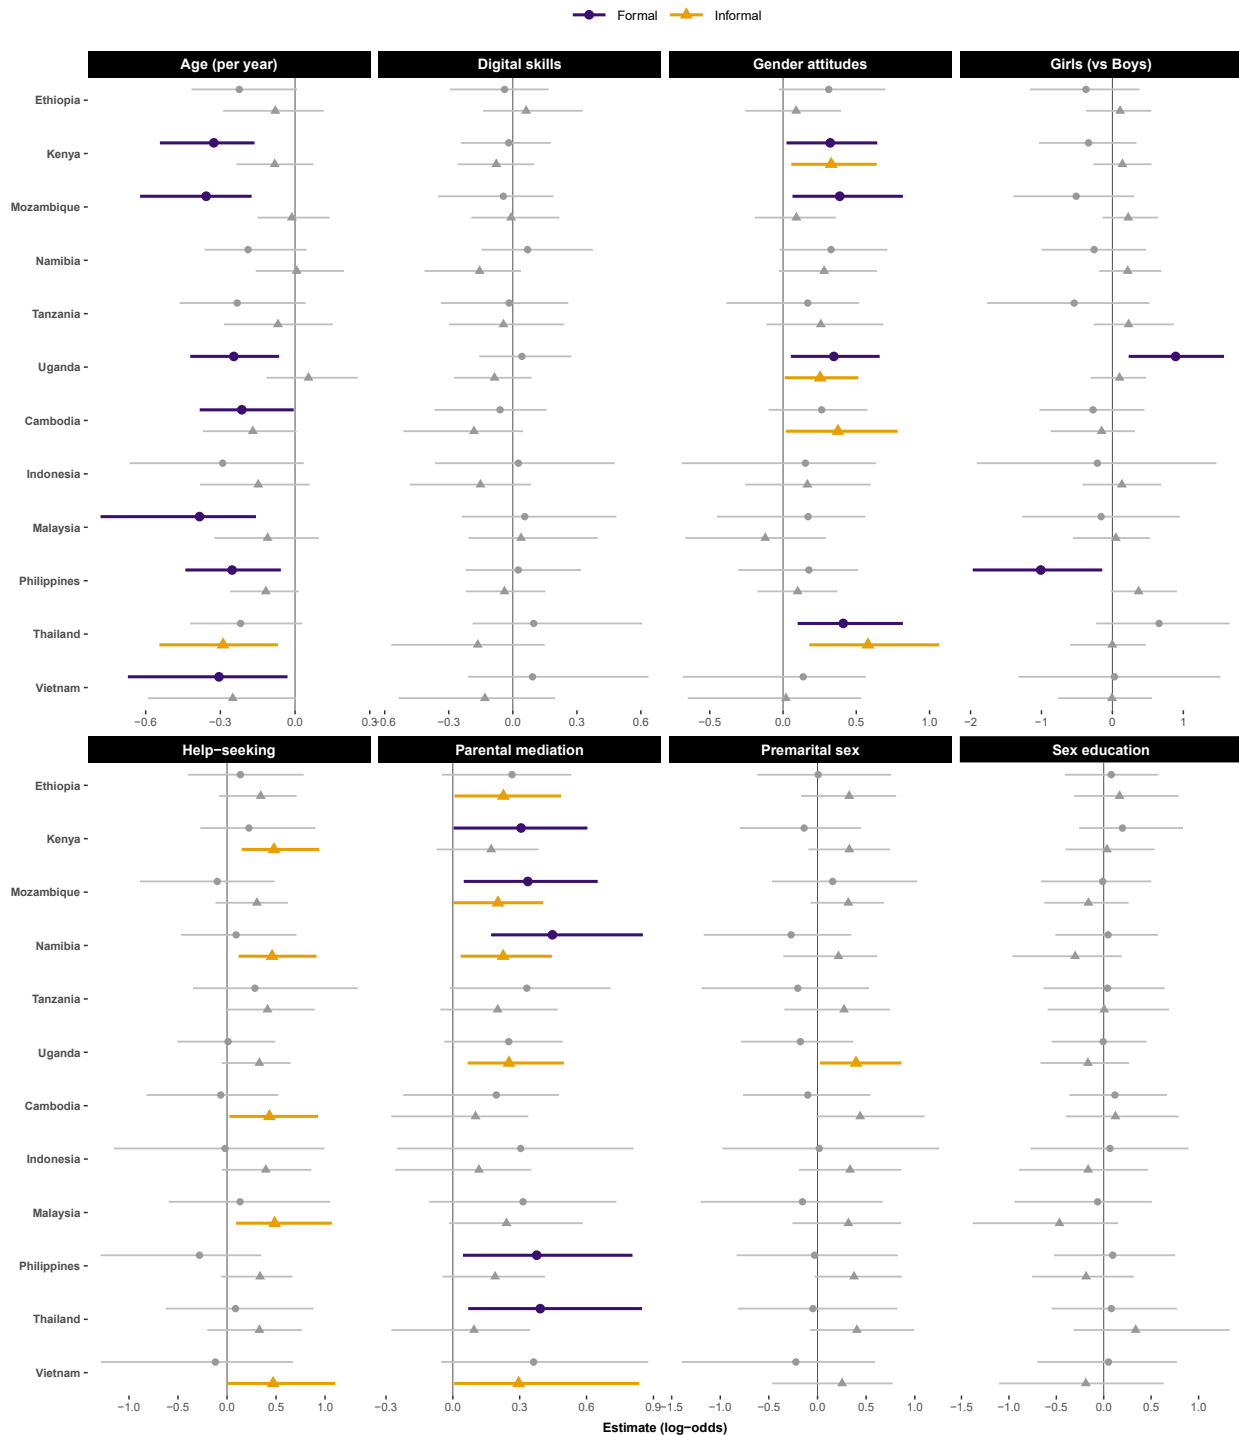 Formal Informal
Age (per year) Digital skills Gender attitudes Girls (vs Boys)
Ethiopia
Kenya
Mozambique
Namibia
Tanzania
Uganda
Cambodia
Indonesia
Malaysia
Philippines
Thailand
Vietnam
−0.6 −0.3 0.0 0.3 −0.6 −0.3 0.0 0.3 0.6 −0.5 0.0 0.5 1.0 −2 −1 0 1
Help−seeking Parental mediation Premarital sex Sex education
Ethiopia
Kenya
Mozambique
Namibia
Tanzania
Uganda
Cambodia
Indonesia
Malaysia
Philippines
Thailand
Vietnam
−1.0 −0.5 0.0 0.5 1.0 −0.3 0.0 0.3 0.6 0.9 −1.5 −1.0 −0.5 0.0 0.5 1.0 −1.5 −1.0 −0.5 0.0 0.5 1.0
Estimate (log−odds)